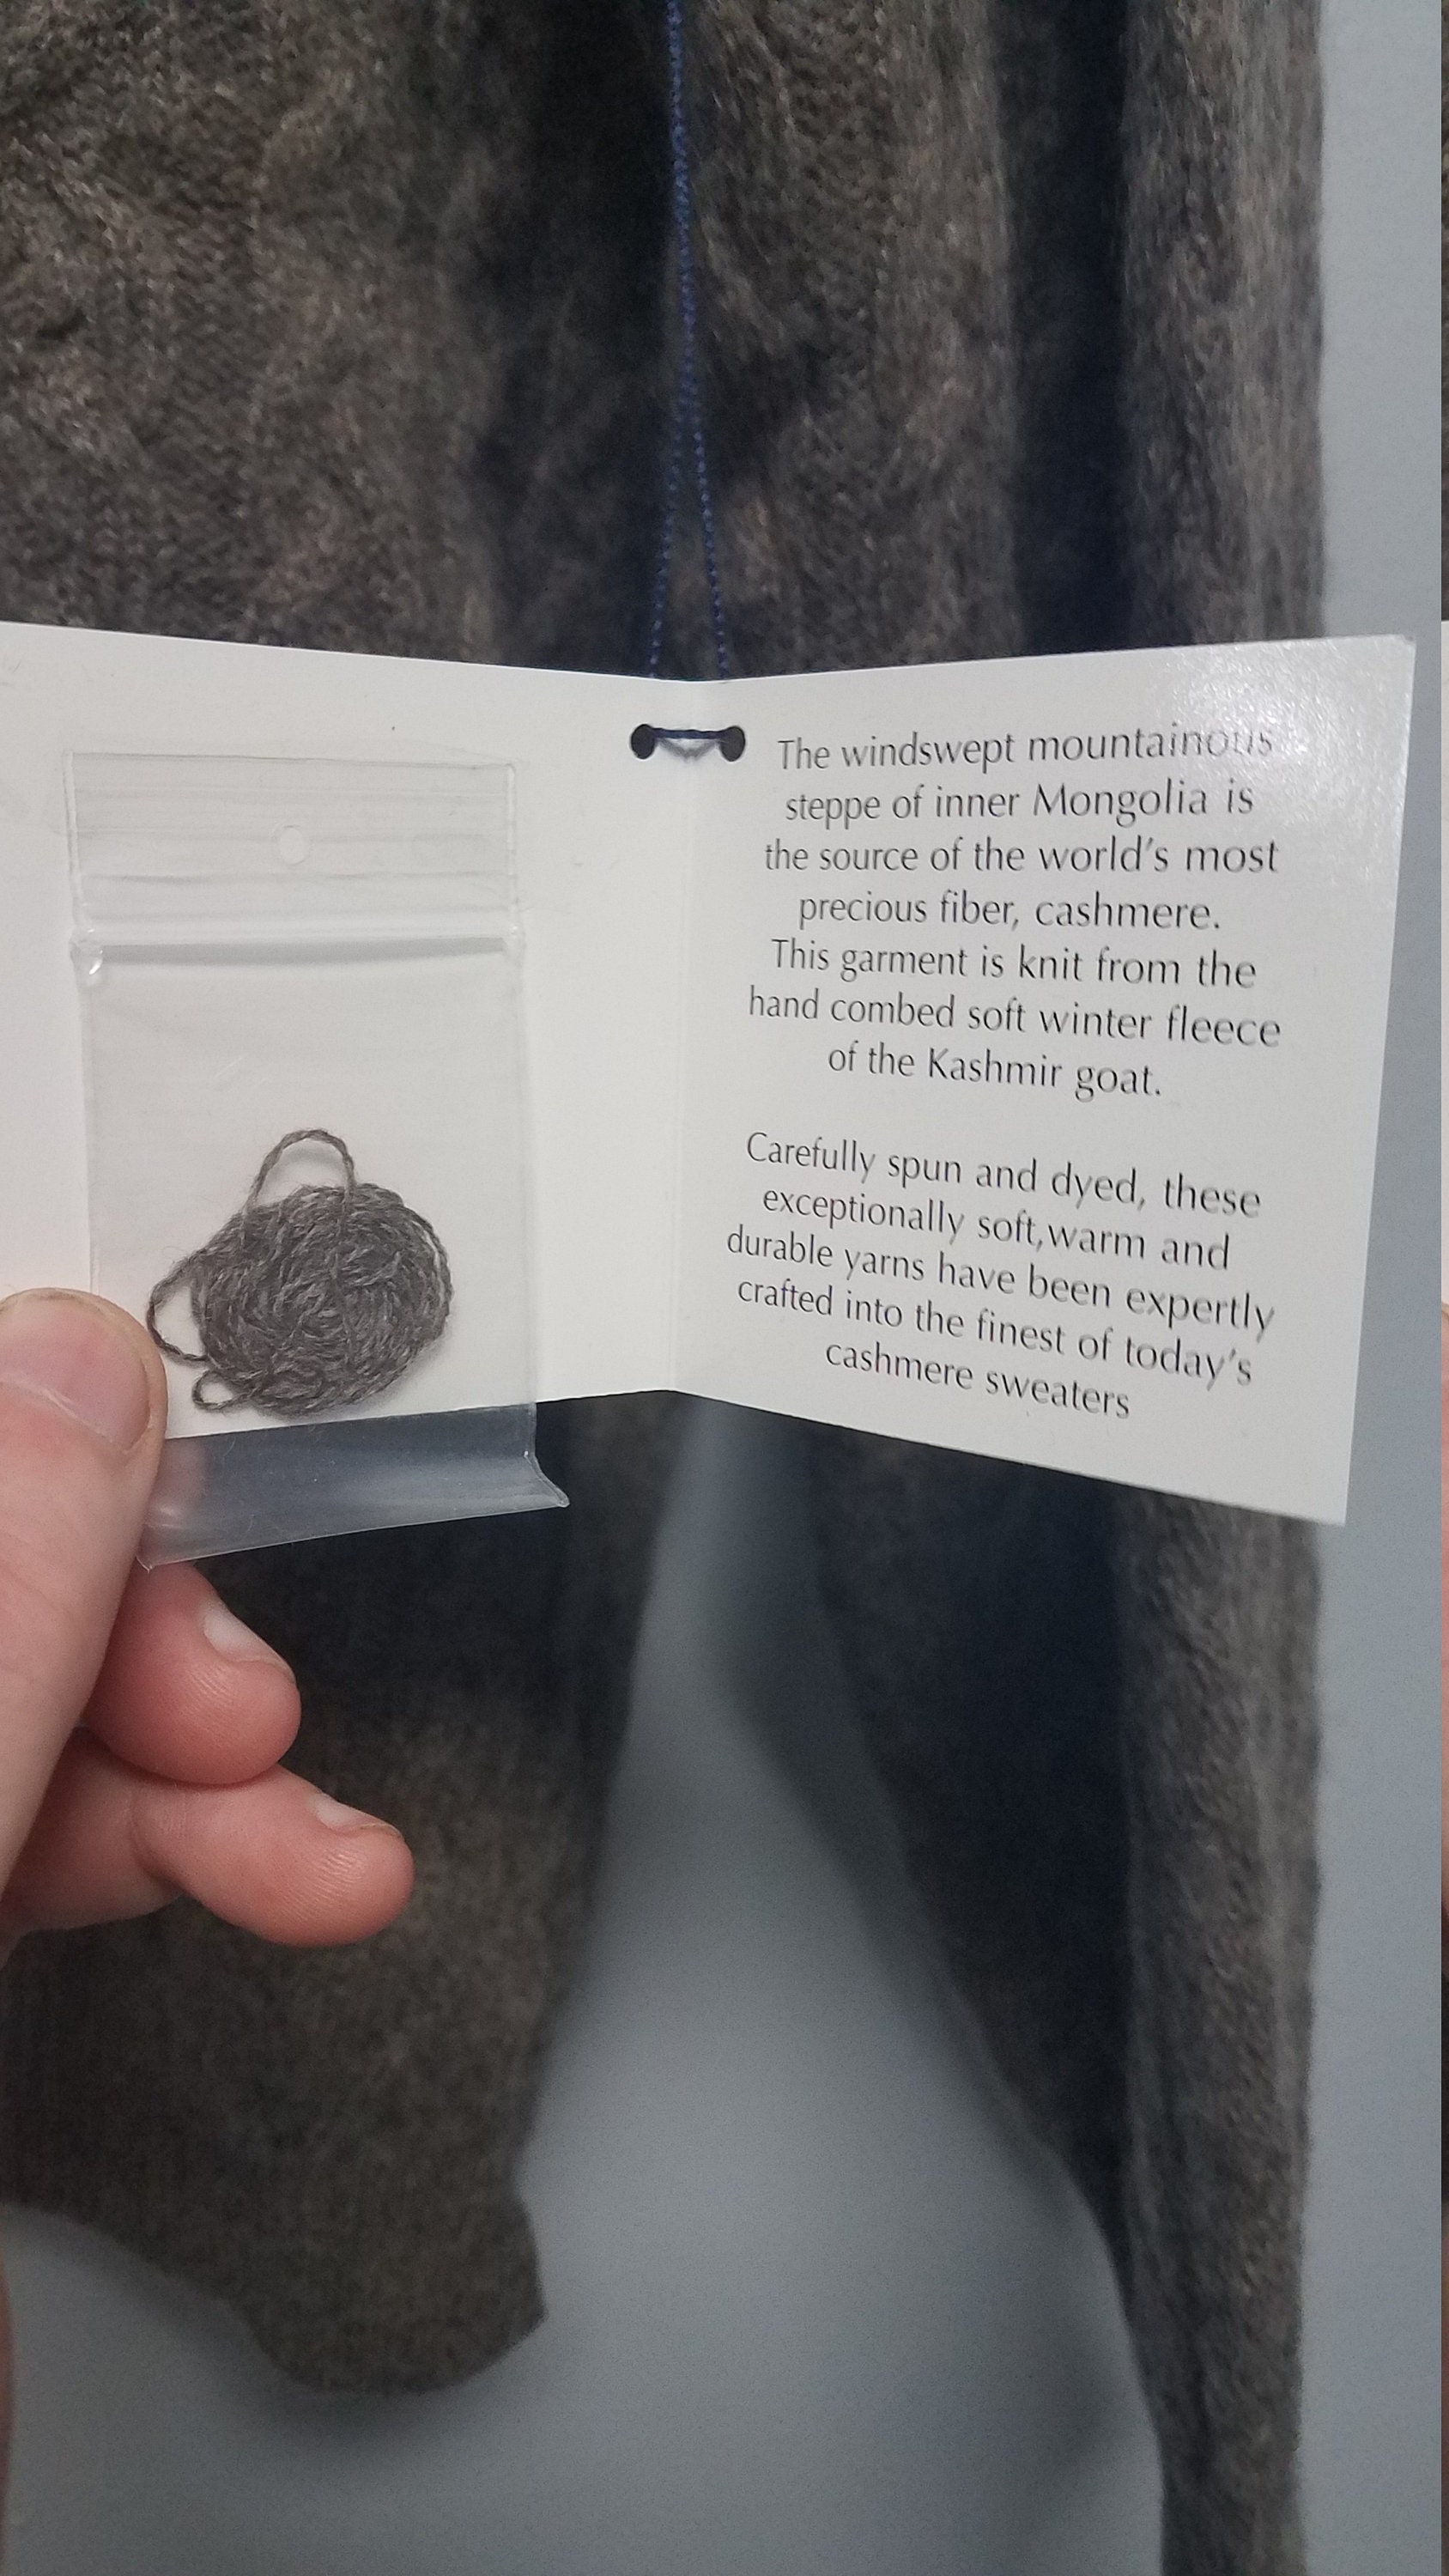 The windswept mountainous
steppe of inner Mongolia is
the source of the world's most
precious fiber, cashmere.
This garment is knit from the
hand combed soft winter fleece
of the Kashmir goat.
Carefully spun and dyed, these
exceptionally soft,warm and
durable yarns have been expertly
crafted into the finest of today's
cashmere sweaters